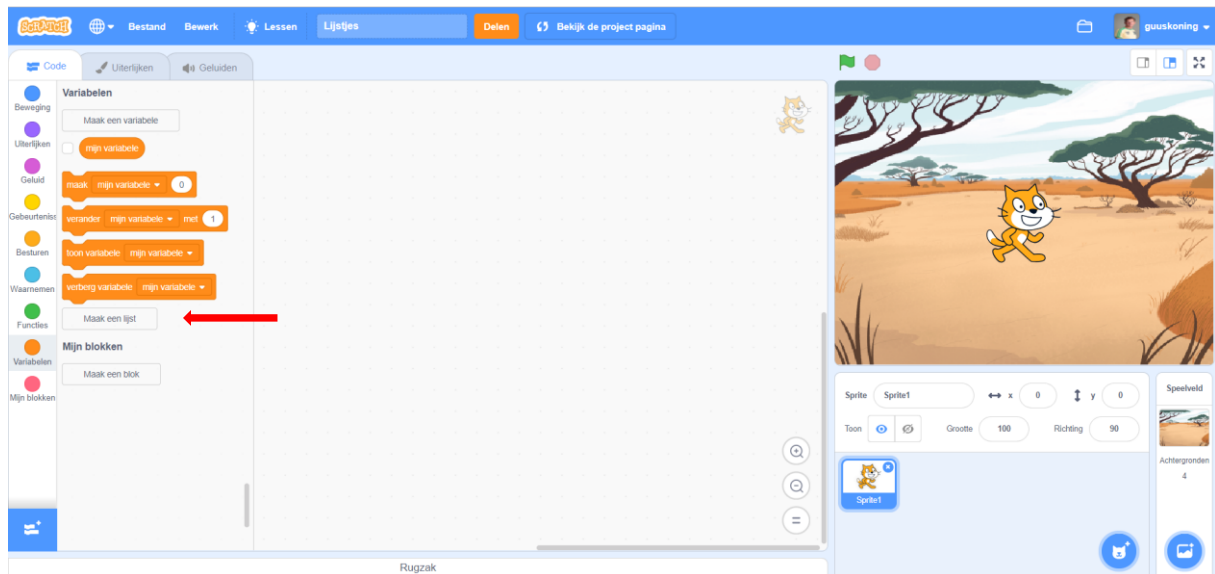 SCRATCH Bestand Bewerk Lessen Lijstjes Delen Bekijk de project pagina guuskoning
Code Uiterlijken Geluiden
Beweging
Uiterlijken
Geluid
Gebeurteniss
Besturen
Waarnemen
Functies
Variabelen
Mijn blokken
Variabelen
Maak een variabele
mijn variabele
maak mijn variabele 0
verander mijn variabele met 1
toon variabele mijn variabele
verberg variabele mijn variabele
Maak een lijst
Mijn blokken
Maak een blok
Sprite Sprite1 x 0 y 0
Toon Grootte 100 Richting 90
Sprite1
Speelveld
Achtergronden
4
Rugzak